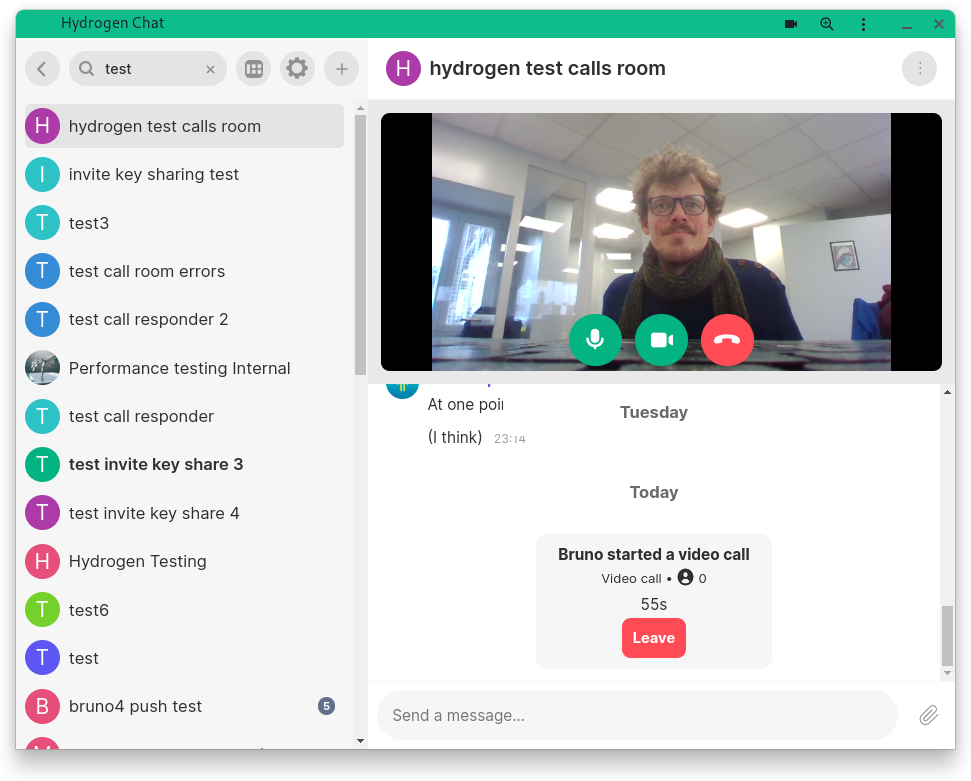 Hydrogen Chat
test
H hydrogen test calls room
I invite key sharing test
T test3
T test call room errors
T test call responder 2
Performance testing Internal
T test call responder
T test invite key share 3
T test invite key share 4
H Hydrogen Testing
T test6
T test
B bruno4 push test 5
H hydrogen test calls room
At one poi
(I think) 23:14
Tuesday
Today
Bruno started a video call
Video call • 0
55s
Leave
Send a message...